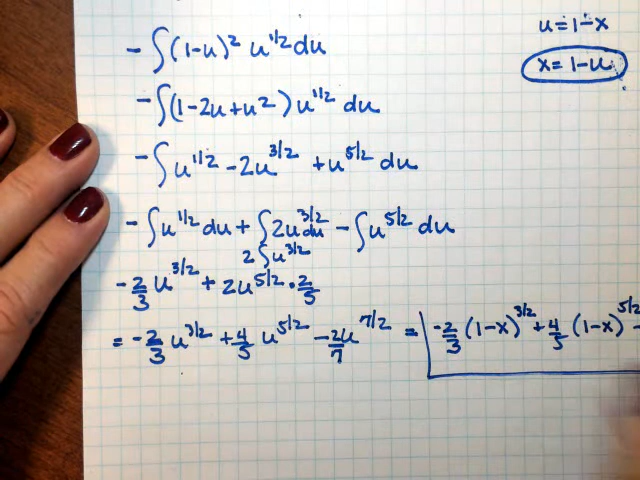 u=1-x
x=1-u
-∫(1-u)² u^1/2 du
-∫(1-2u+u²) u^1/2 du
-∫u^1/2 -2u^3/2 +u^5/2 du
-∫u^1/2 du + ∫2u^3/2 du -∫u^5/2 du
2∫u^3/2
-2/3 u^3/2 + 2u^5/2 · 2/5
= -2/3 u^3/2 + 4/5 u^5/2 - 2/7 u^7/2 = -2/3 (1-x)^3/2 + 4/5 (1-x)^5/2 -